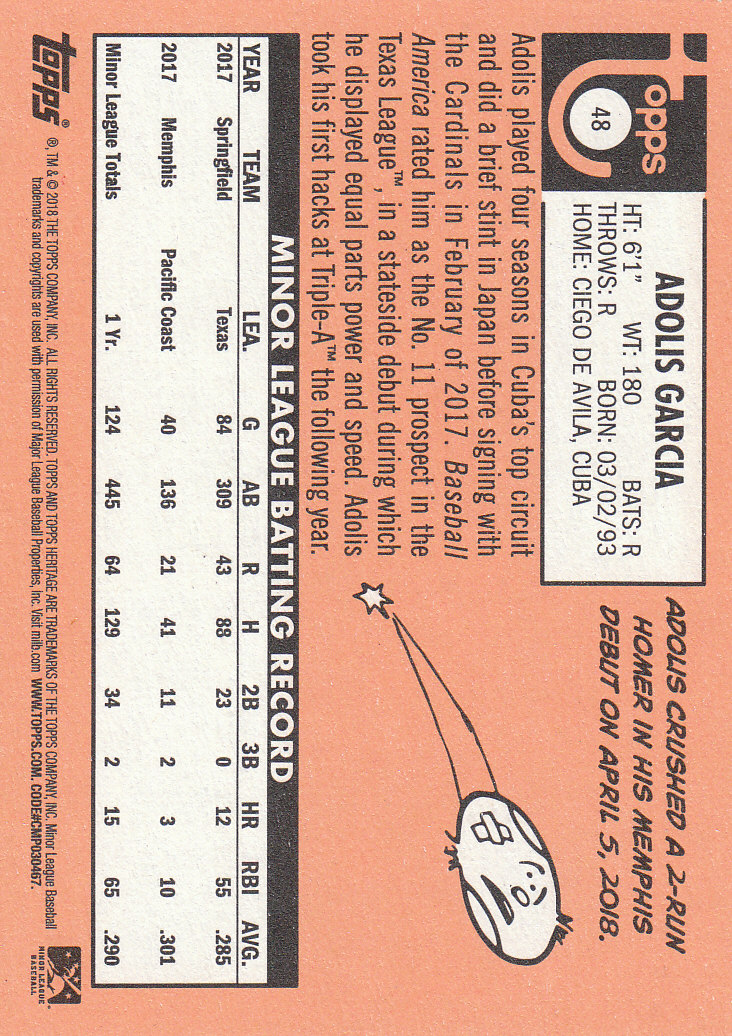 Topps
48
ADOLIS GARCIA
HT: 6'1" WT: 180 BATS: R
THROWS: R BORN: 03/02/93
HOME: CIEGO DE AVILA, CUBA
Adolis played four seasons in Cuba's top circuit
and did a brief stint in Japan before signing with
the Cardinals in February of 2017. Baseball
America rated him as the No. 11 prospect in the
Texas League™, in a stateside debut during which
he displayed equal parts power and speed. Adolis
took his first hacks at Triple-A™ the following year.
ADOLIS CRUSHED A 2-RUN
HOMER IN HIS MEMPHIS
DEBUT ON APRIL 5, 2018.
MINOR LEAGUE BATTING RECORD
YEAR TEAM LEA. G AB R H 2B 3B HR RBI AVG.
2017 Springfield Texas 84 309 43 88 23 0 12 55 .285
2017 Memphis Pacific Coast 40 136 21 41 11 2 3 10 .301
Minor League Totals 1 Yr. 124 445 64 129 34 2 15 65 .290
topps®
®, TM & © 2018 THE TOPPS COMPANY, INC. ALL RIGHTS RESERVED. TOPPS AND TOPPS HERITAGE ARE TRADEMARKS OF THE TOPPS COMPANY, INC. Minor League Baseball
trademarks and copyrights are used with permission of Major League Baseball Properties, Inc. Visit milb.com WWW.TOPPS.COM. CODE#CMP030467.
MINOR LEAGUE
BASEBALL